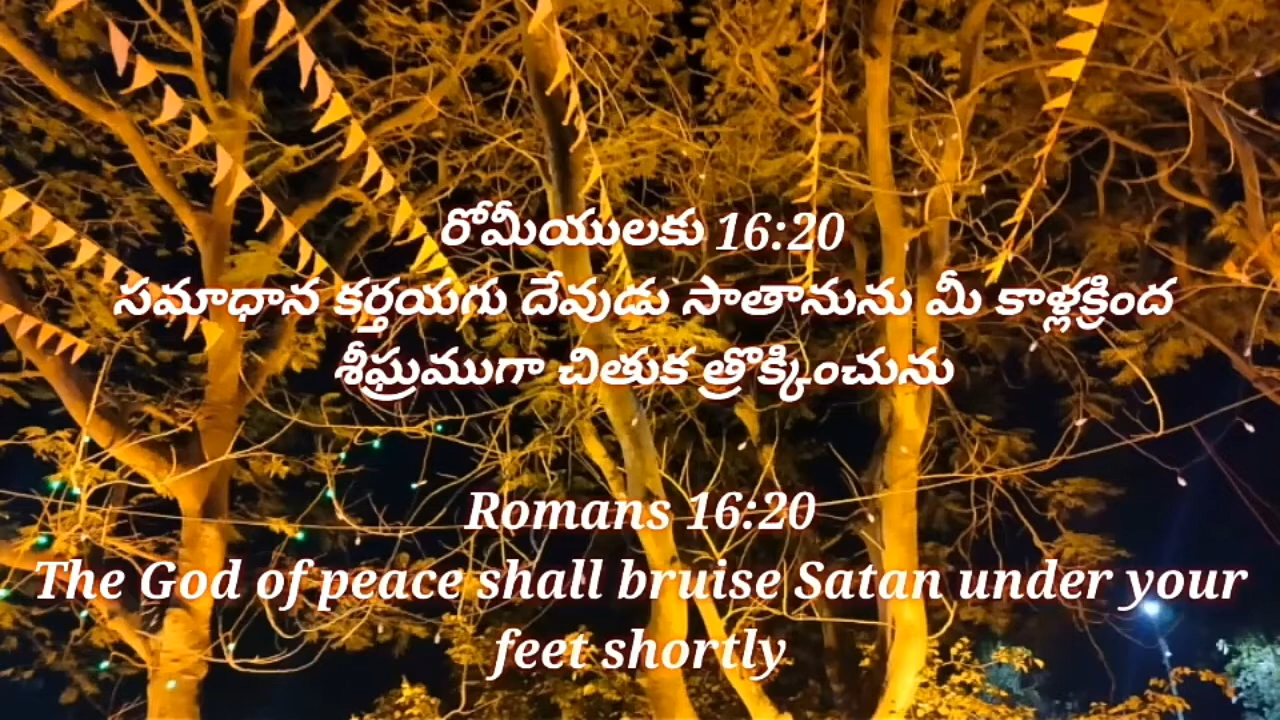 రోమీయులకు 16:20
సమాధాన కర్తయగు దేవుడు సాతానును మీ కాళ్లక్రింద
శీఘ్రముగా చితుక త్రొక్కించును
Romans 16:20
The God of peace shall bruise Satan under your
feet shortly